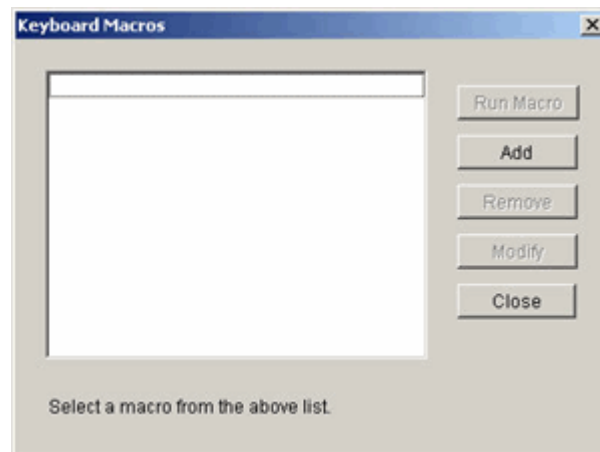 Keyboard Macros
Run Macro
Add
Remove
Modify
Close
Select a macro from the above list.